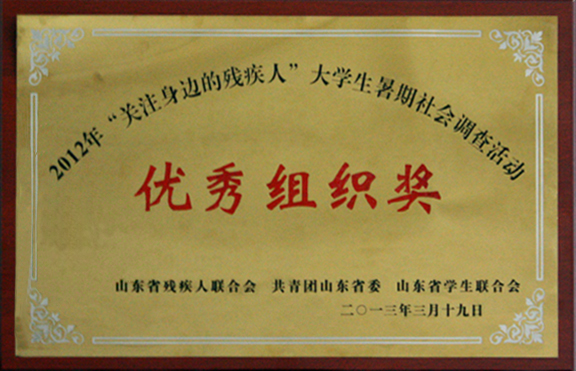 2012年“关注身边的残疾人”大学生暑期社会调查活动
优秀组织奖
山东省残疾人联合会 共青团山东省委 山东省学生联合会
二〇一三年三月十九日